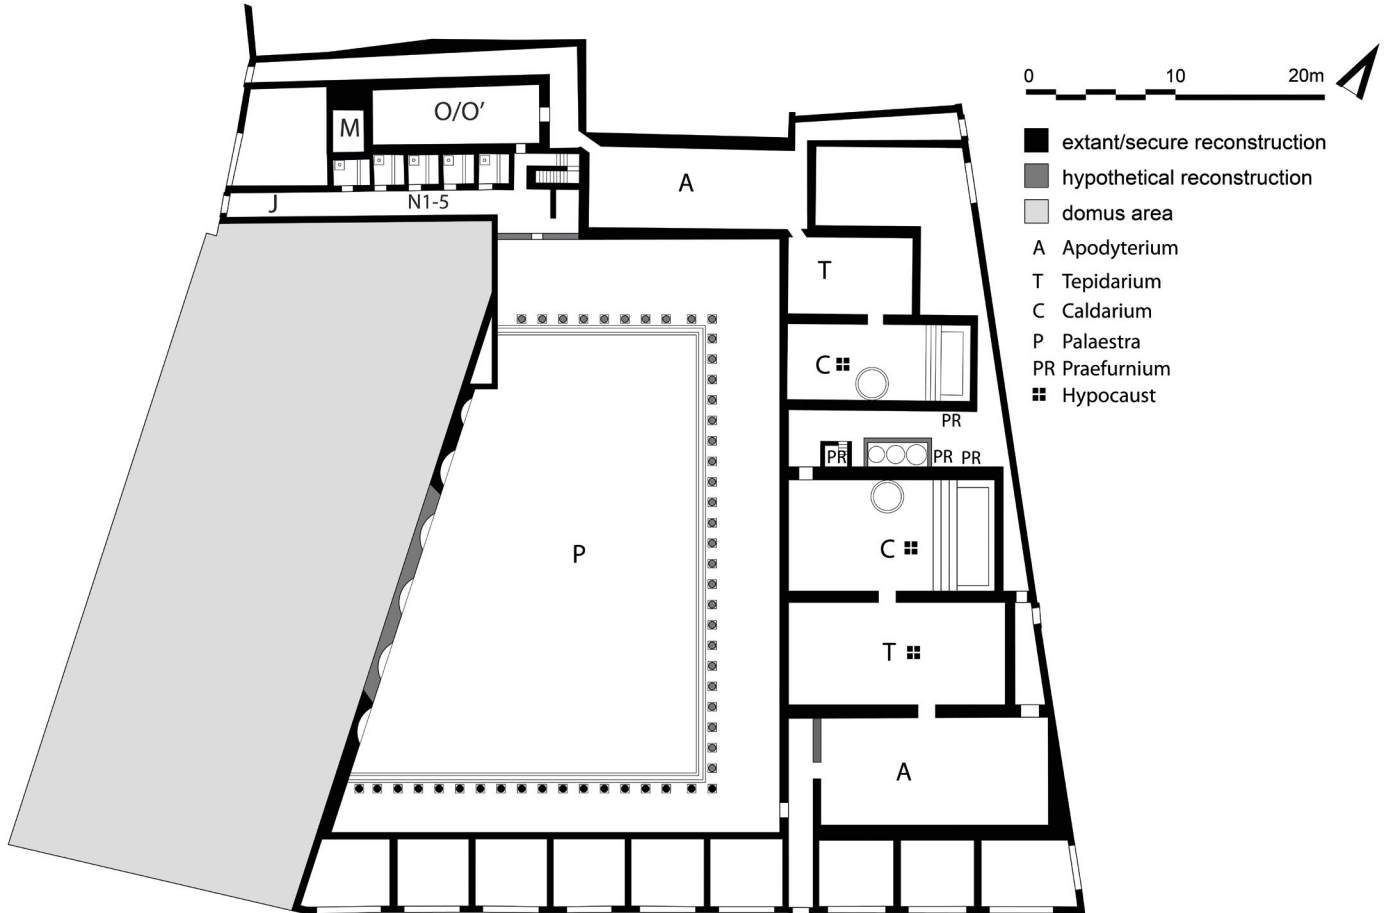 0 10 20m
extant/secure reconstruction
hypothetical reconstruction
domus area
A Apodyterium
T Tepidarium
C Caldarium
P Palaestra
PR Praefurnium
Hypocaust
O/O’
M
A
J
N1-5
T
C
PR
PR
PR
PR
C
P
T
A